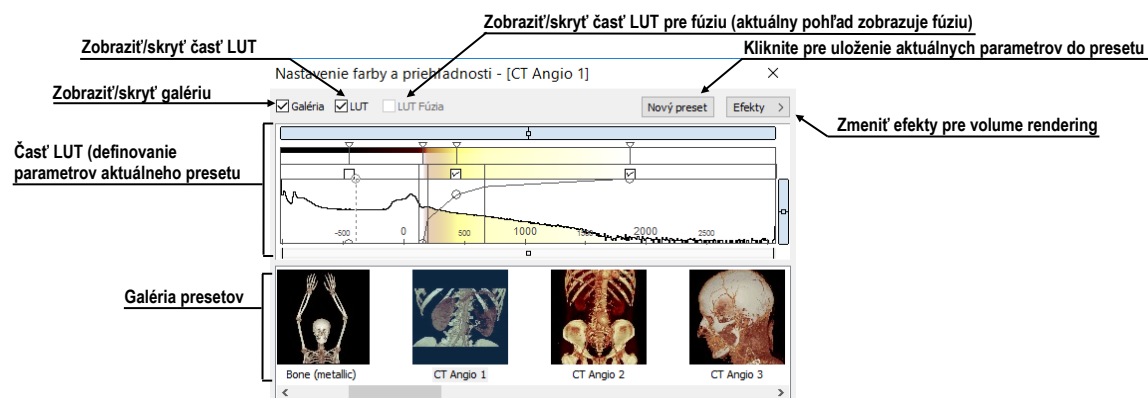 Zobraziť/skryť časť LUT pre fúziu (aktuálny pohľad zobrazuje fúziu)
Zobraziť/skryť časť LUT
Kliknite pre uloženie aktuálnych parametrov do presetu
Nastavenie farby a priehľadnosti - [CT Angio 1]
Zobraziť/skryť galériu
Galéria
LUT
LUT Fúzia
Nový preset
Efekty >
Zmeniť efekty pre volume rendering
Časť LUT (definovanie
parametrov aktuálneho presetu
-500 0 500 1000 1500 2000 2500
Galéria presetov
Bone (metallic)
CT Angio 1
CT Angio 2
CT Angio 3